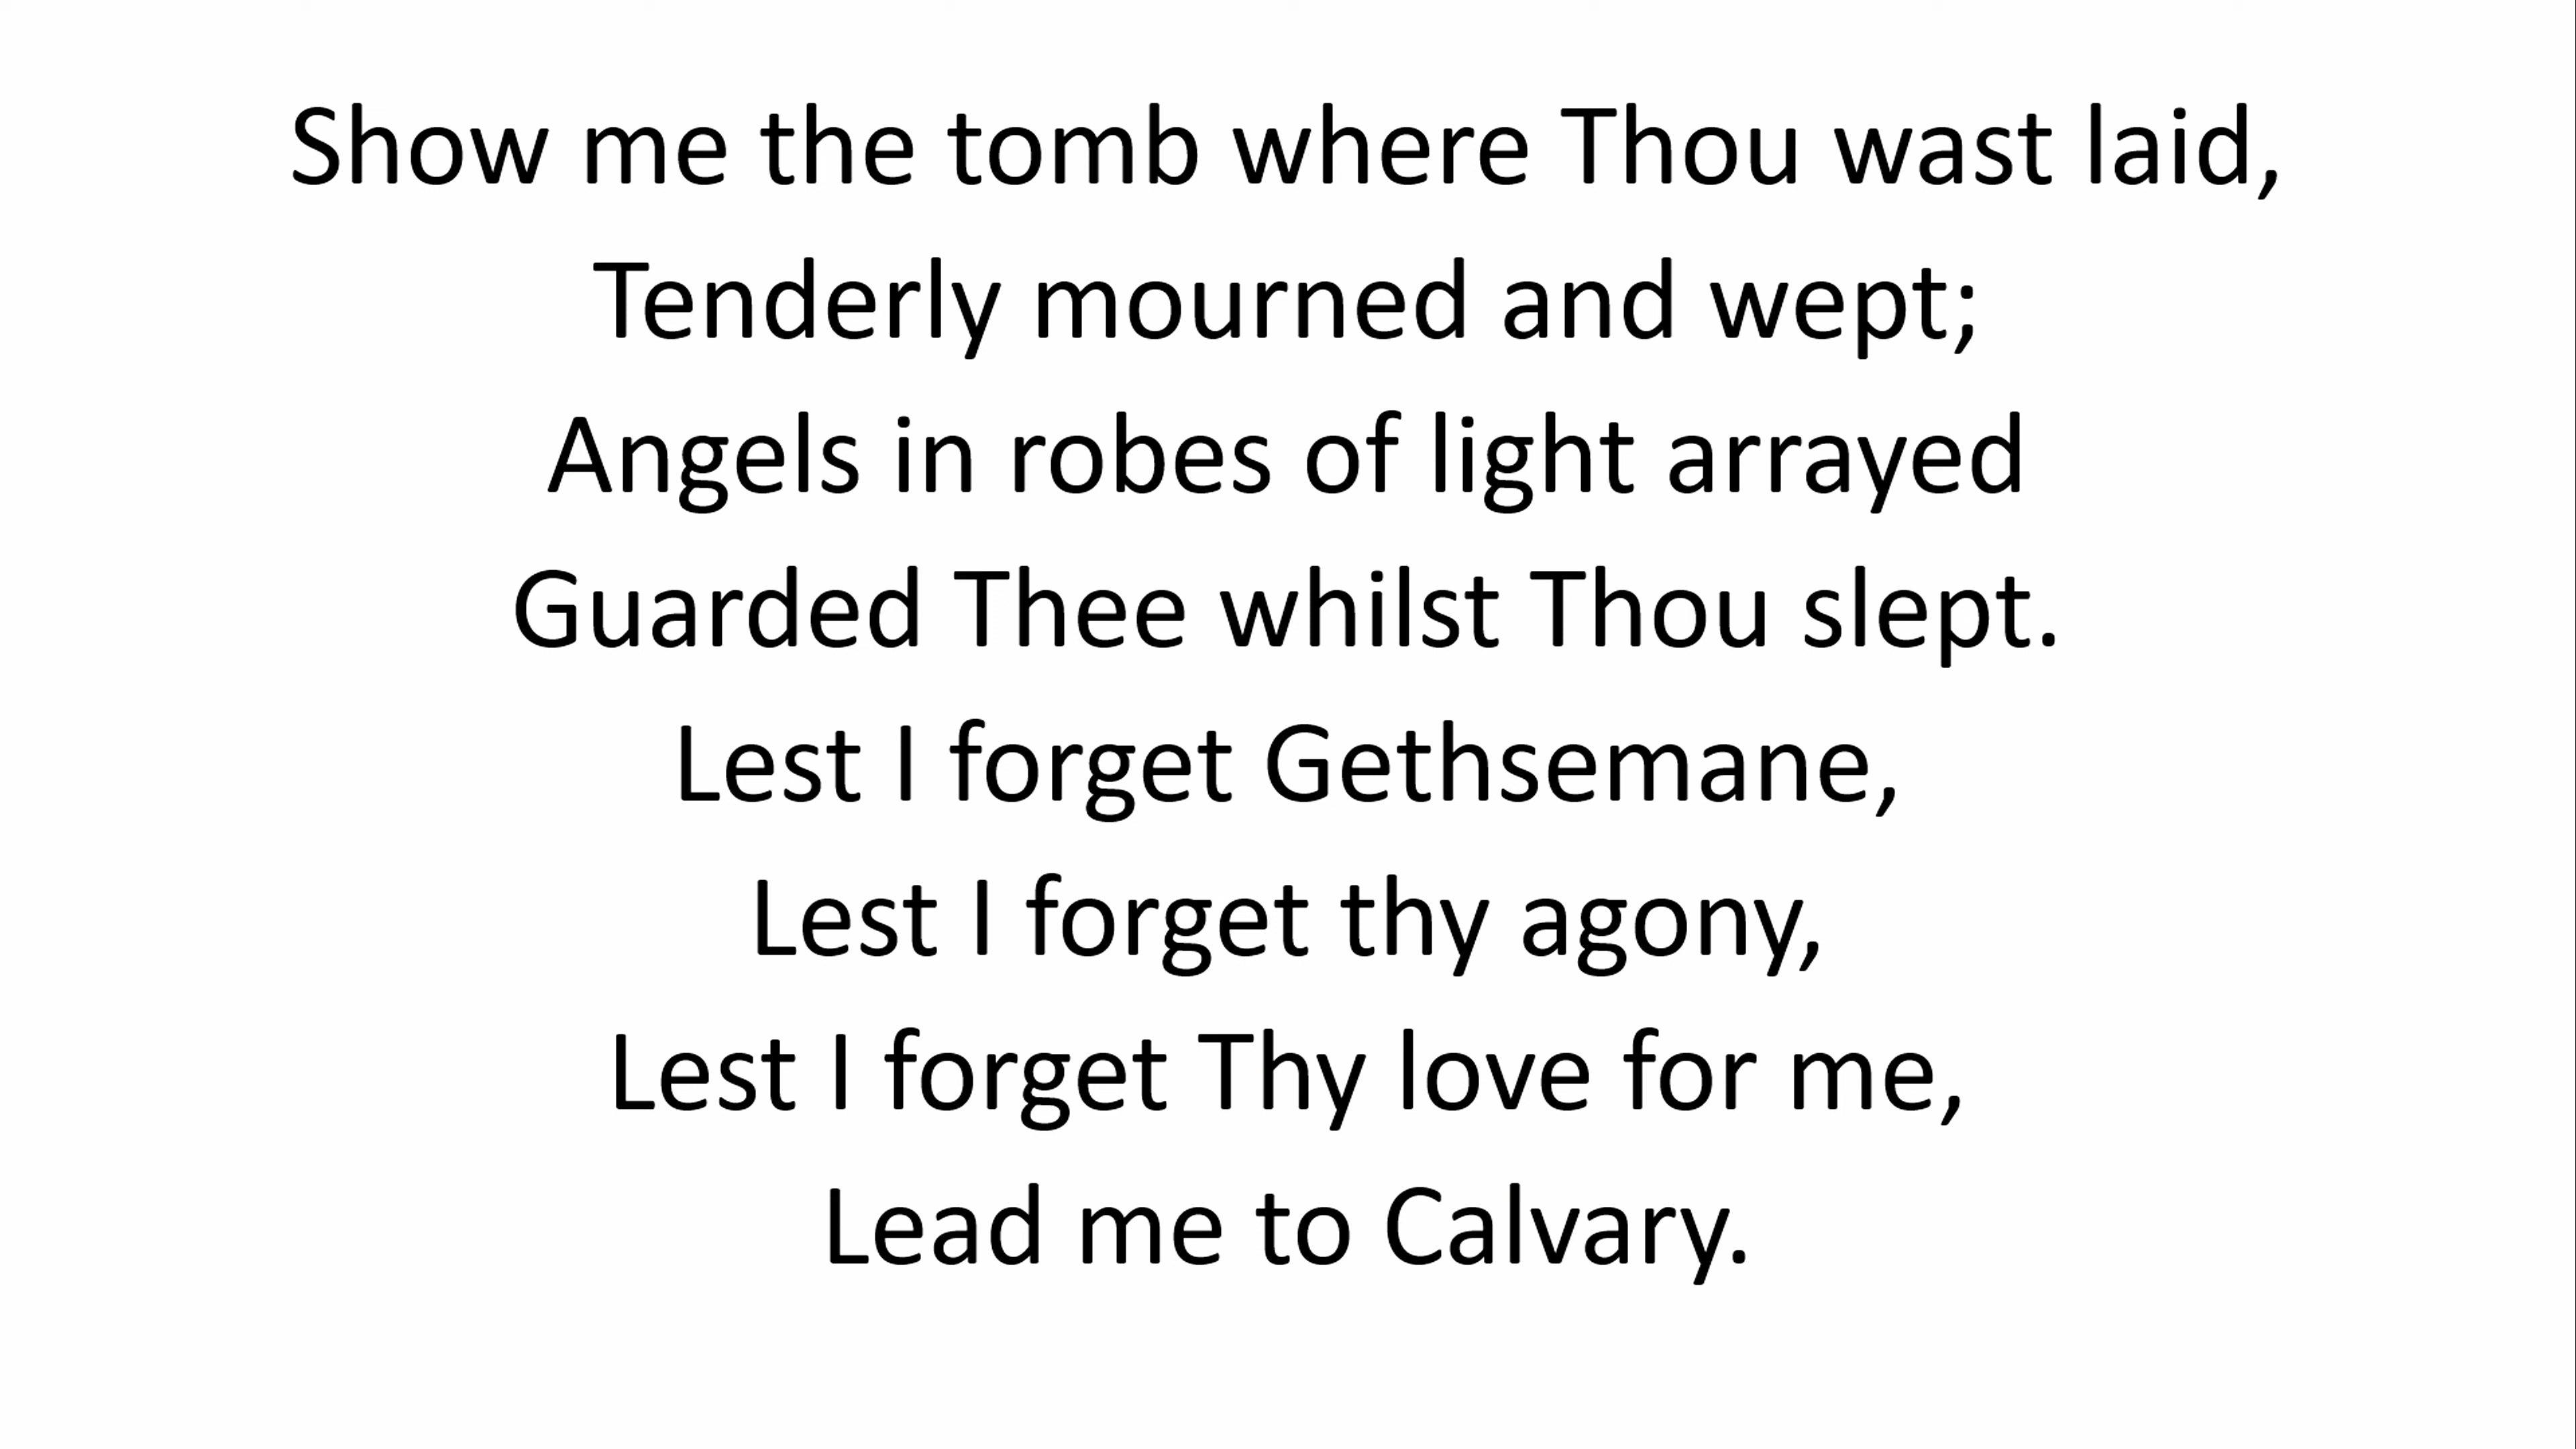 Show me the tomb where Thou wast laid,
Tenderly mourned and wept;
Angels in robes of light arrayed
Guarded Thee whilst Thou slept.
Lest I forget Gethsemane,
Lest I forget thy agony,
Lest I forget Thy love for me,
Lead me to Calvary.